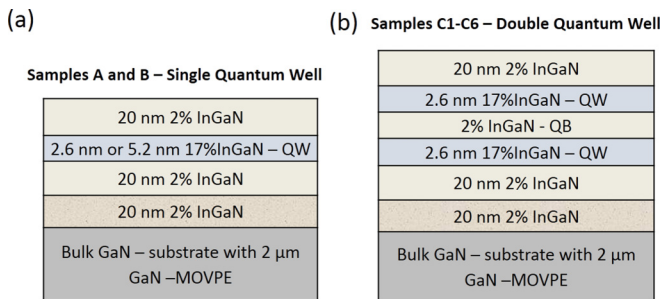 (a)
Samples A and B – Single Quantum Well
20 nm 2% InGaN
2.6 nm or 5.2 nm 17%InGaN – QW
20 nm 2% InGaN
20 nm 2% InGaN
Bulk GaN – substrate with 2 μm
GaN –MOVPE
(b)
Samples C1-C6 – Double Quantum Well
20 nm 2% InGaN
2.6 nm 17%InGaN – QW
2% InGaN - QB
2.6 nm 17%InGaN – QW
20 nm 2% InGaN
20 nm 2% InGaN
Bulk GaN – substrate with 2 μm
GaN –MOVPE